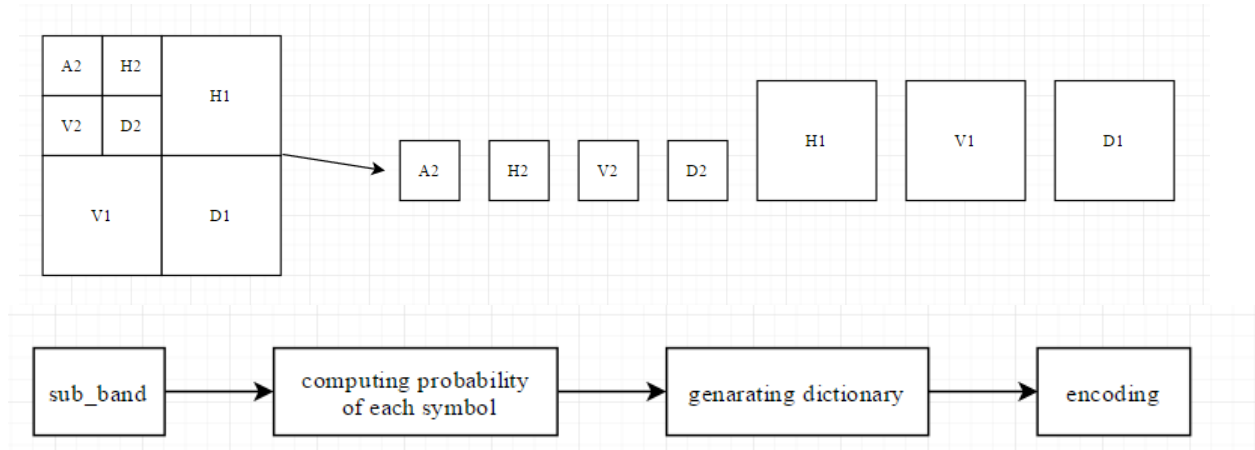 A2 H2
H1
V2 D2
V1 D1
A2 H2 V2 D2 H1 V1 D1
sub_band
computing probability
of each symbol
genarating dictionary
encoding